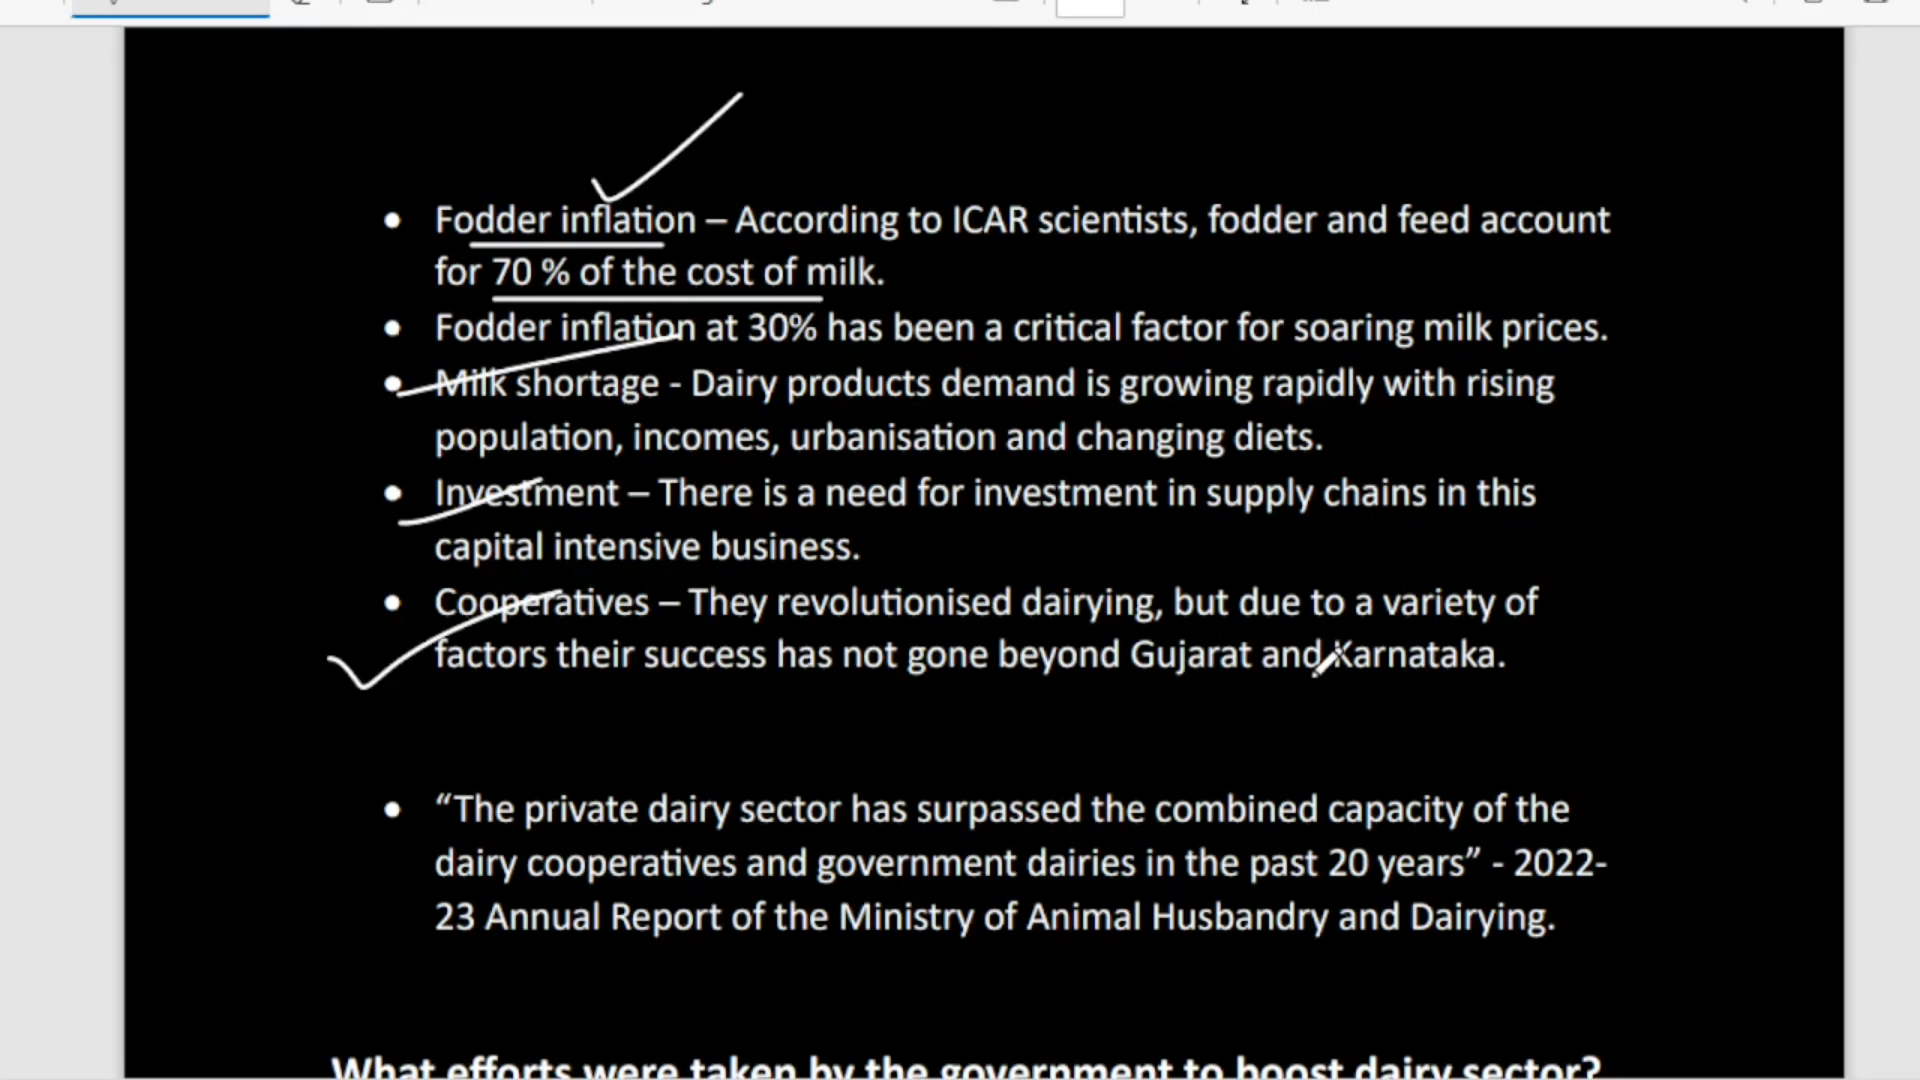 • Fodder inflation – According to ICAR scientists, fodder and feed account
for 70 % of the cost of milk.
• Fodder inflation at 30% has been a critical factor for soaring milk prices.
• Milk shortage - Dairy products demand is growing rapidly with rising
population, incomes, urbanisation and changing diets.
• Investment – There is a need for investment in supply chains in this
capital intensive business.
• Cooperatives – They revolutionised dairying, but due to a variety of
factors their success has not gone beyond Gujarat and Karnataka.
• “The private dairy sector has surpassed the combined capacity of the
dairy cooperatives and government dairies in the past 20 years” - 2022-
23 Annual Report of the Ministry of Animal Husbandry and Dairying.
What efforts were taken by the government to boost dairy sector?